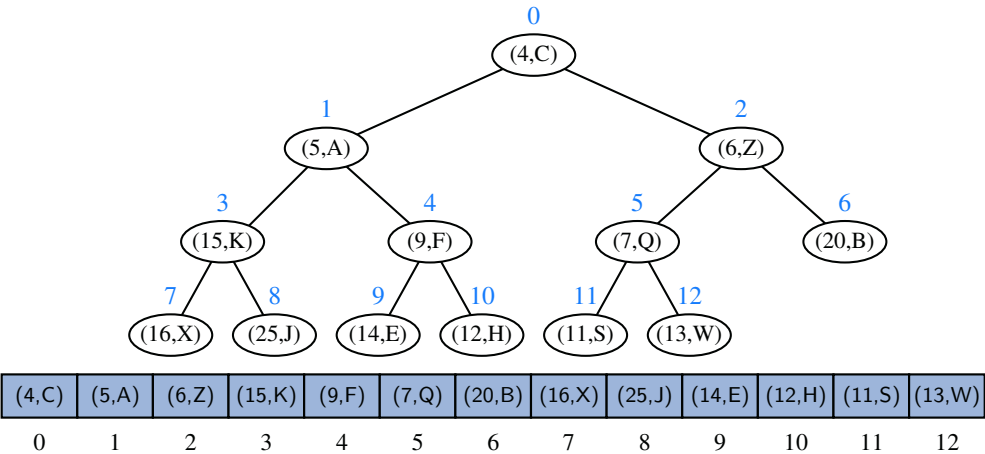 0
(4,C)
1 2
(5,A) (6,Z)
3 4 5 6
(15,K) (9,F) (7,Q) (20,B)
7 8 9 10 11 12
(16,X) (25,J) (14,E) (12,H) (11,S) (13,W)
(4,C) (5,A) (6,Z) (15,K) (9,F) (7,Q) (20,B) (16,X) (25,J) (14,E) (12,H) (11,S) (13,W)
0 1 2 3 4 5 6 7 8 9 10 11 12